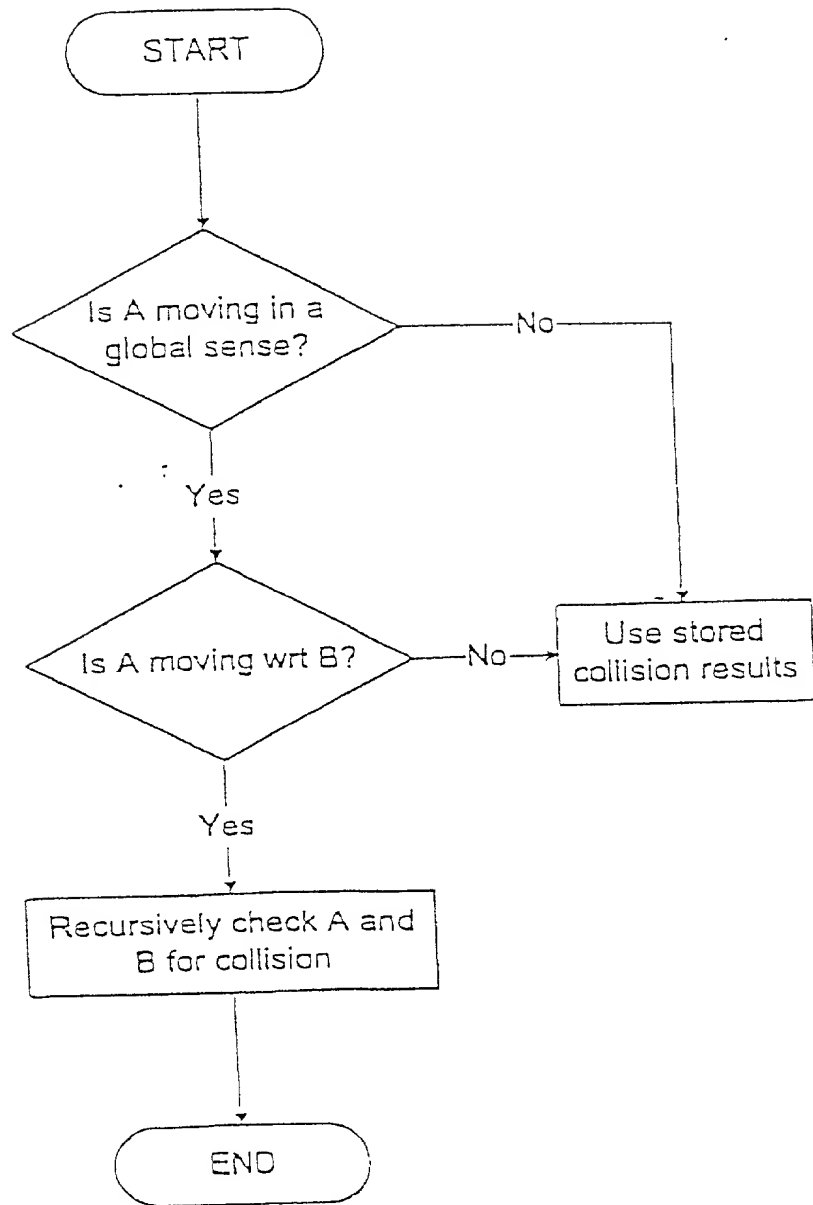 START
Is A moving in a
global sense?
No
Yes
Is A moving wrt B?
No
Use stored
collision results
Yes
Recursively check A and
B for collision
END